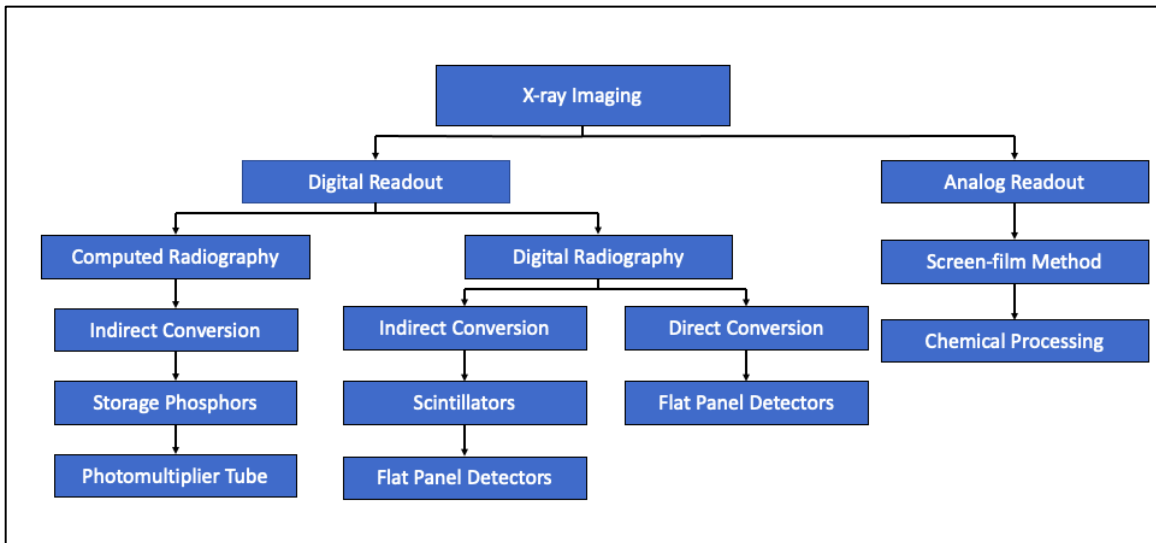 X-ray Imaging
Digital Readout
Analog Readout
Computed Radiography
Digital Radiography
Screen-film Method
Indirect Conversion
Indirect Conversion
Direct Conversion
Chemical Processing
Storage Phosphors
Scintillators
Flat Panel Detectors
Photomultiplier Tube
Flat Panel Detectors